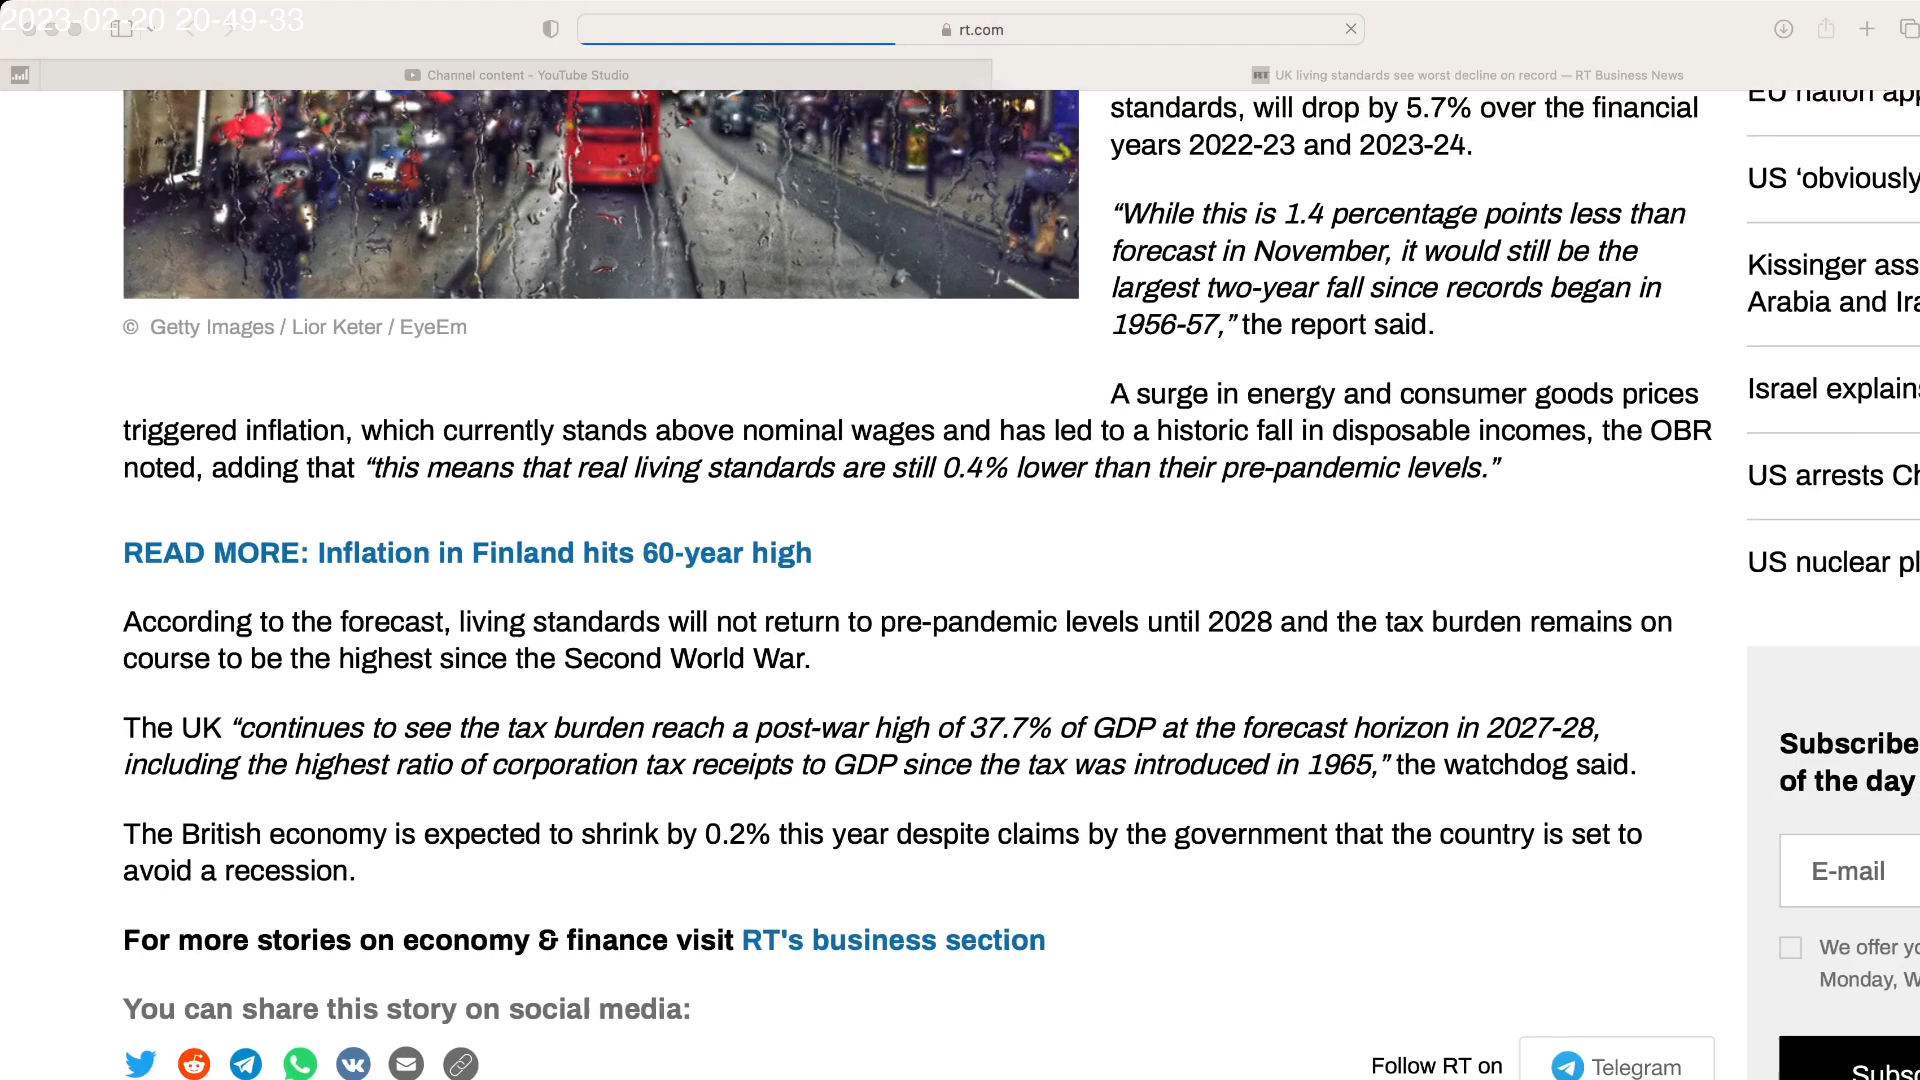 2023-02-20 20-49-33
rt.com
Channel content - YouTube Studio
RT UK living standards see worst decline on record — RT Business News
standards, will drop by 5.7% over the financial
years 2022-23 and 2023-24.
“While this is 1.4 percentage points less than
forecast in November, it would still be the
largest two-year fall since records began in
1956-57,” the report said.
© Getty Images / Lior Keter / EyeEm
A surge in energy and consumer goods prices
triggered inflation, which currently stands above nominal wages and has led to a historic fall in disposable incomes, the OBR
noted, adding that “this means that real living standards are still 0.4% lower than their pre-pandemic levels.”
READ MORE: Inflation in Finland hits 60-year high
According to the forecast, living standards will not return to pre-pandemic levels until 2028 and the tax burden remains on
course to be the highest since the Second World War.
The UK “continues to see the tax burden reach a post-war high of 37.7% of GDP at the forecast horizon in 2027-28,
including the highest ratio of corporation tax receipts to GDP since the tax was introduced in 1965,” the watchdog said.
The British economy is expected to shrink by 0.2% this year despite claims by the government that the country is set to
avoid a recession.
For more stories on economy & finance visit RT's business section
You can share this story on social media:
Follow RT on
Telegram
EU nation
US ‘obviously
Kissinger
Arabia and
Israel
US arrests
US nuclear
Subscribe
of the day
E-mail
We offer
Monday,